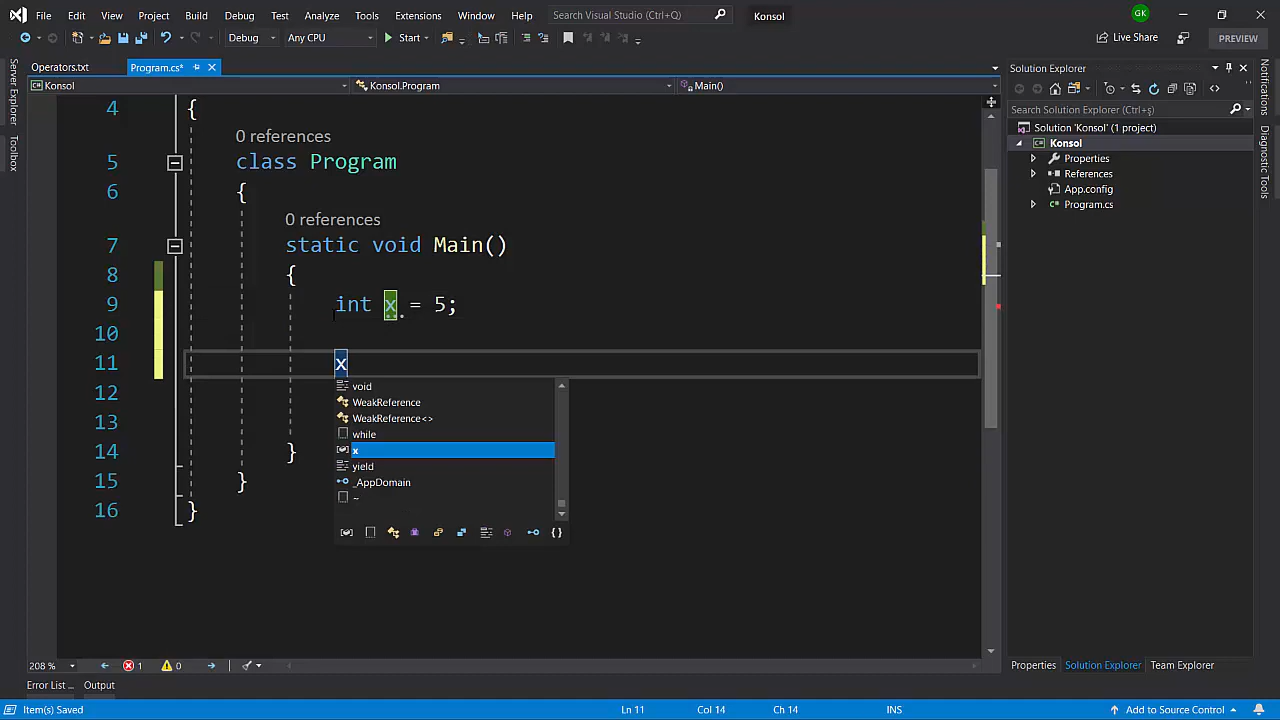 File Edit View Project Build Debug Test Analyze Tools Extensions Window Help Search Visual Studio (Ctrl+Q) Konsol GK
Debug Any CPU Start Live Share PREVIEW
Operators.txt Program.cs*
Konsol Konsol.Program Main()
Server Explorer
Toolbox
4 {
0 references
5 class Program
6 {
0 references
7 static void Main()
8 {
9 int x = 5;
10
11 x
12
13
14 }
15 }
16 }
void
WeakReference
WeakReference<>
while
x
yield
_AppDomain
~
Solution Explorer
Search Solution Explorer (Ctrl+ş)
Solution 'Konsol' (1 project)
Konsol
Properties
References
App.config
Program.cs
Notifications
Diagnostic Tools
208 % 1 0
Properties Solution Explorer Team Explorer
Error List ... Output
Item(s) Saved Ln 11 Col 14 Ch 14 INS Add to Source Control